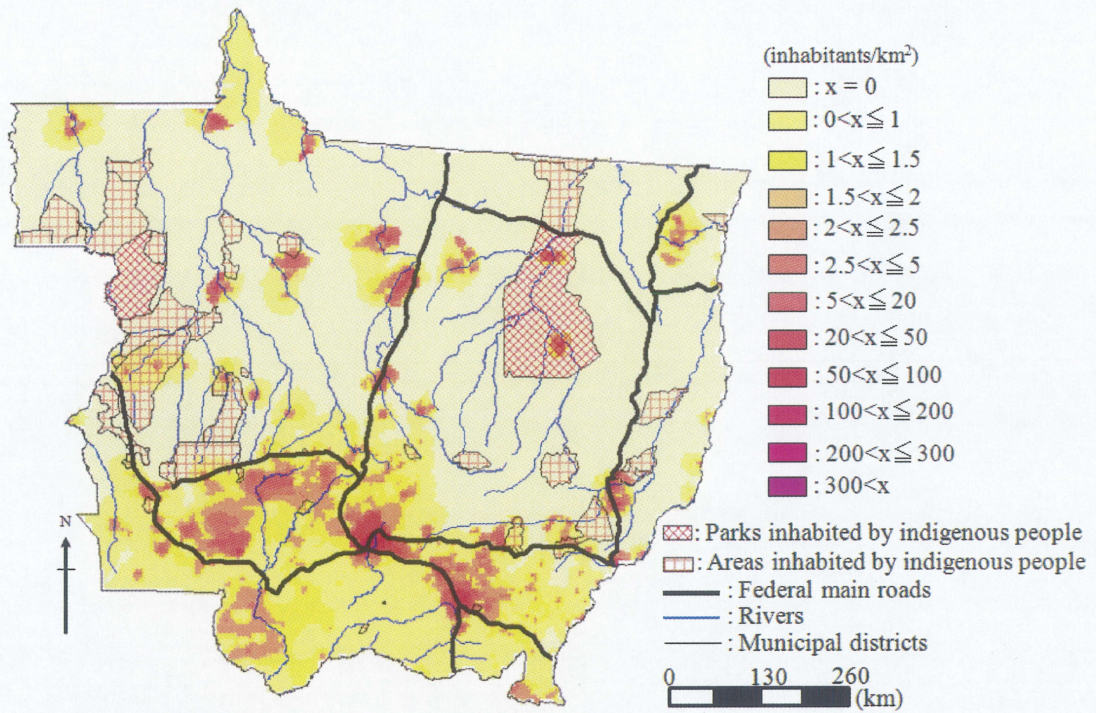 (inhabitants/km²)
: x = 0
: 0<x≦ 1
: 1<x≦ 1.5
: 1.5<x≦ 2
: 2<x≦ 2.5
: 2.5<x≦ 5
: 5<x≦ 20
: 20<x≦ 50
: 50<x≦ 100
: 100<x≦ 200
: 200<x≦ 300
: 300<x
N
: Parks inhabited by indigenous people
: Areas inhabited by indigenous people
: Federal main roads
: Rivers
: Municipal districts
0 130 260
(km)